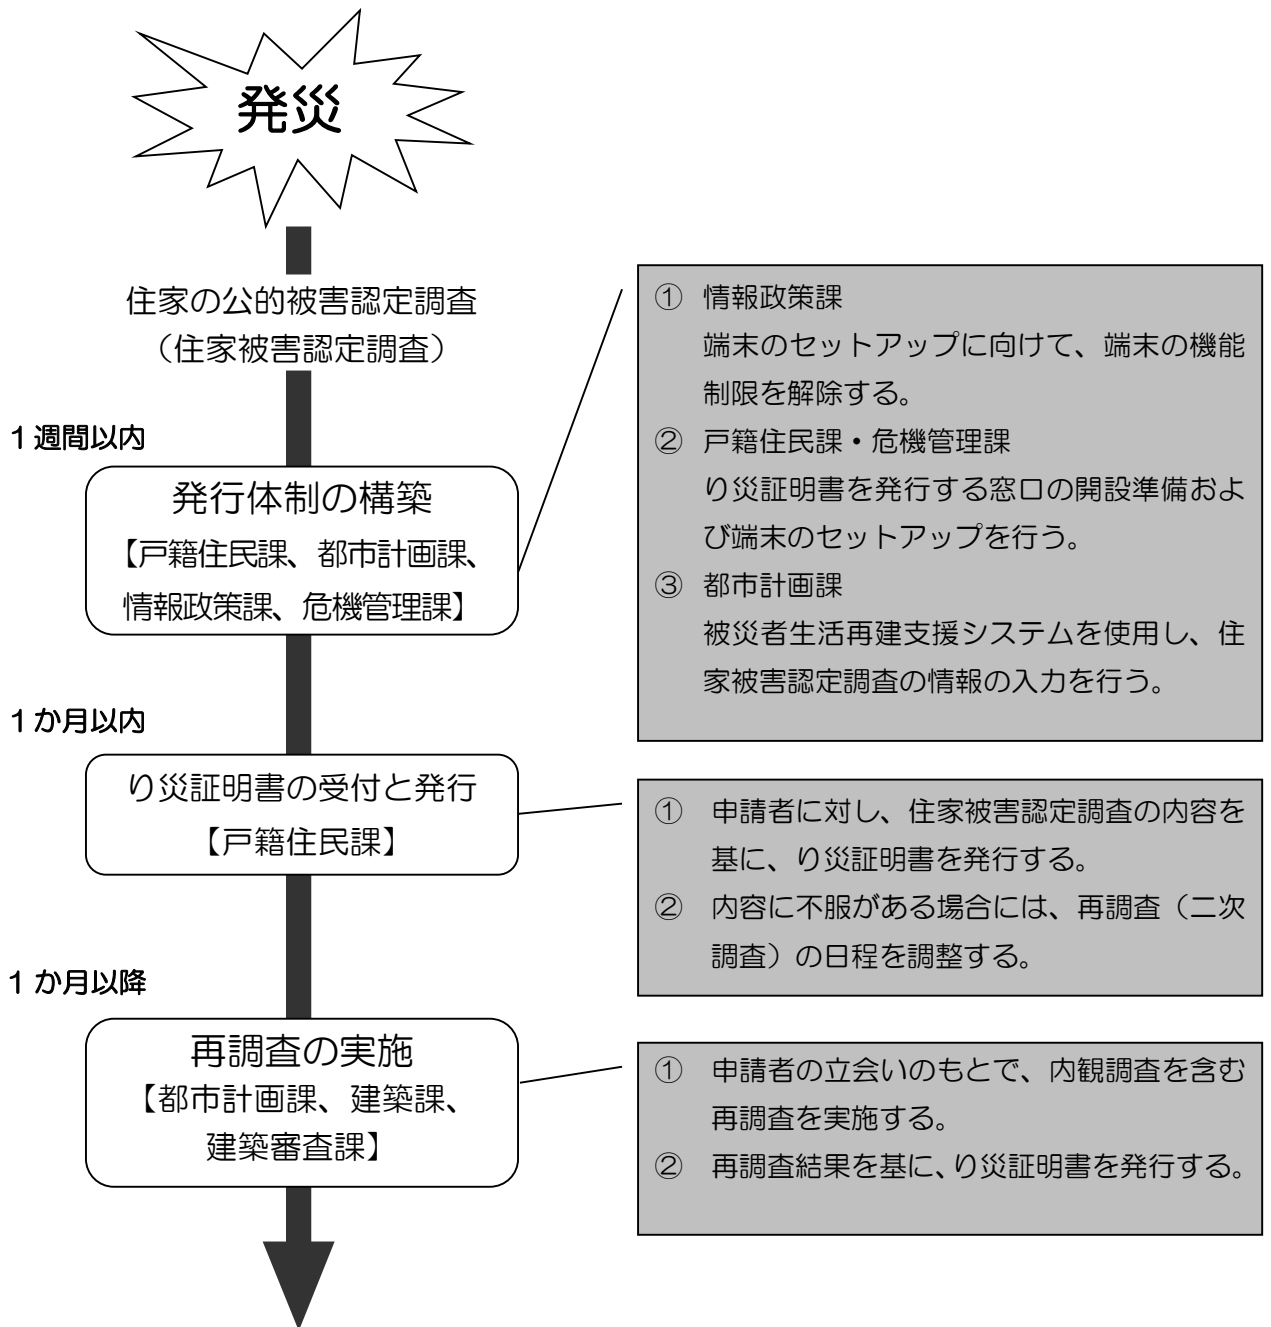 発災
住家の公的被害認定調査
（住家被害認定調査）
１週間以内
発行体制の構築
【戸籍住民課、都市計画課、
情報政策課、危機管理課】
① 情報政策課
端末のセットアップに向けて、端末の機能
制限を解除する。
② 戸籍住民課・危機管理課
り災証明書を発行する窓口の開設準備およ
び端末のセットアップを行う。
③ 都市計画課
被災者生活再建支援システムを使用し、住
家被害認定調査の情報の入力を行う。
１か月以内
り災証明書の受付と発行
【戸籍住民課】
① 申請者に対し、住家被害認定調査の内容を
基に、り災証明書を発行する。
② 内容に不服がある場合には、再調査（二次
調査）の日程を調整する。
１か月以降
再調査の実施
【都市計画課、建築課、
建築審査課】
① 申請者の立会いのもとで、内観調査を含む
再調査を実施する。
② 再調査結果を基に、り災証明書を発行する。